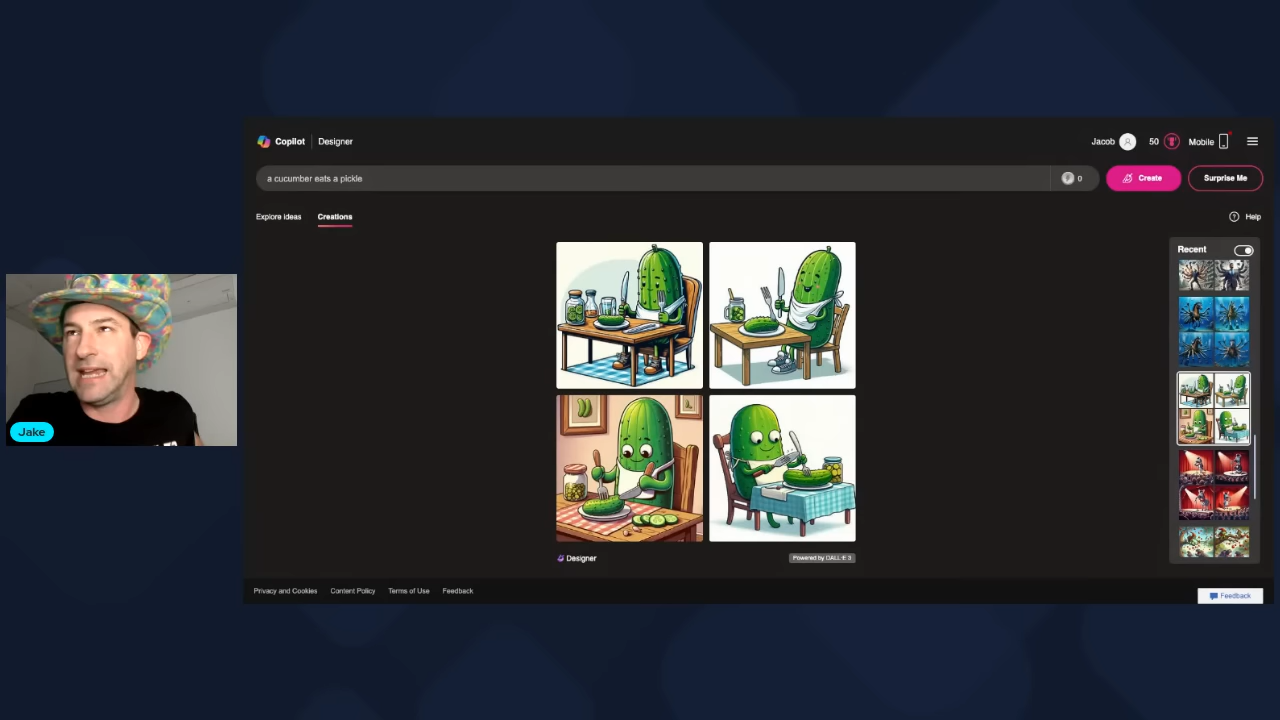 Copilot Designer
Jacob 50 Mobile
a cucumber eats a pickle
0
Create
Surprise Me
Explore ideas
Creations
Help
Recent
Jake
Designer
Powered by DALL·E 3
Privacy and Cookies
Content Policy
Terms of Use
Feedback
Feedback